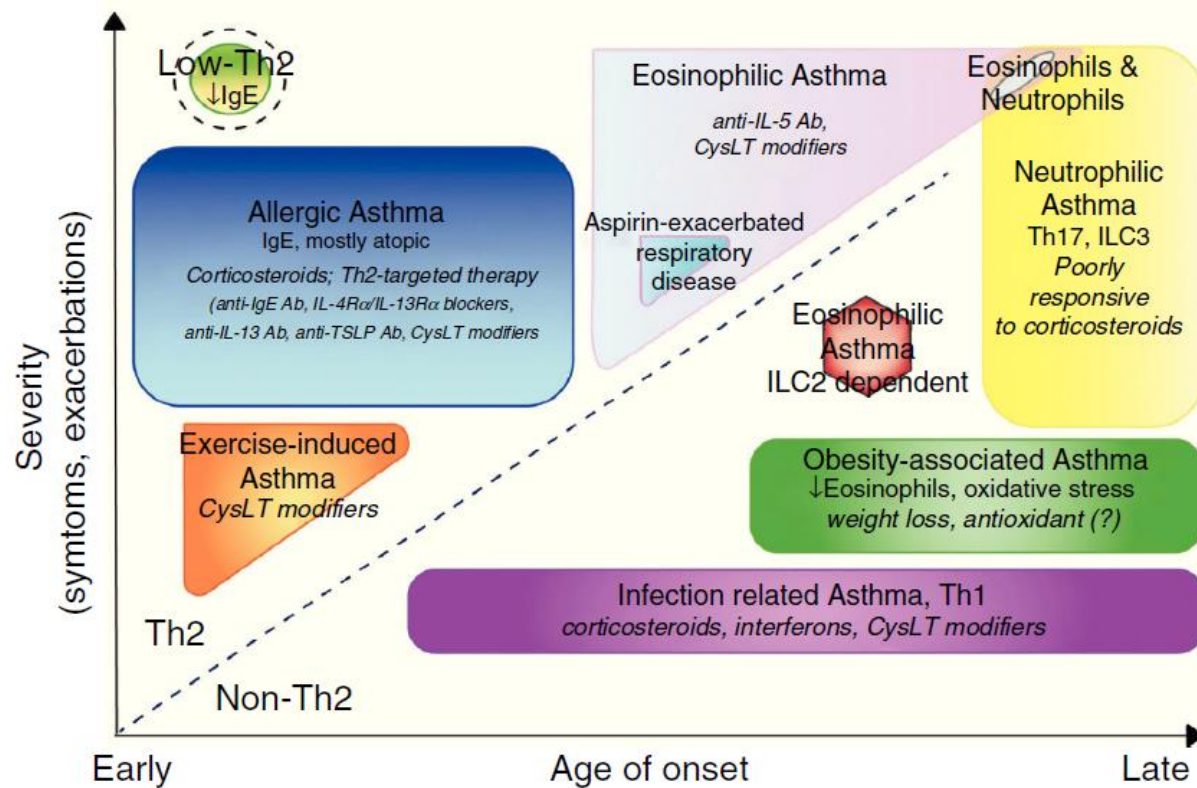 Low-Th2
↓IgE
Eosinophilic Asthma
anti-IL-5 Ab,
CysLT modifiers
Eosinophils &
Neutrophils
Allergic Asthma
IgE, mostly atopic
Corticosteroids; Th2-targeted therapy
(anti-IgE Ab, IL-4Rα/IL-13Rα blockers,
anti-IL-13 Ab, anti-TSLP Ab, CysLT modifiers
Aspirin-exacerbated
respiratory
disease
Neutrophilic
Asthma
Th17, ILC3
Poorly
responsive
to corticosteroids
Eosinophilic
Asthma
ILC2 dependent
Exercise-induced
Asthma
CysLT modifiers
Obesity-associated Asthma
↓Eosinophils, oxidative stress
weight loss, antioxidant (?)
Infection related Asthma, Th1
corticosteroids, interferons, CysLT modifiers
Th2
Non-Th2
Severity
(symtoms, exacerbations)
Early
Age of onset
Late